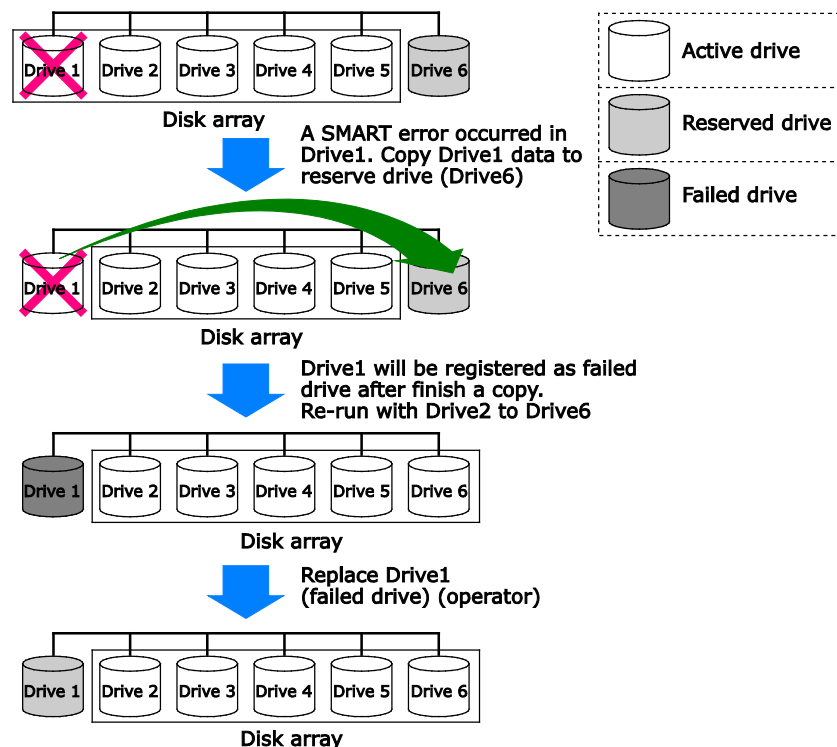 Drive 1 Drive 2 Drive 3 Drive 4 Drive 5 Drive 6
Disk array
Active drive
Reserved drive
Failed drive
A SMART error occurred in
Drive1. Copy Drive1 data to
reserve drive (Drive6)
Drive 1 Drive 2 Drive 3 Drive 4 Drive 5 Drive 6
Disk array
Drive1 will be registered as failed
drive after finish a copy.
Re-run with Drive2 to Drive6
Drive 1 Drive 2 Drive 3 Drive 4 Drive 5 Drive 6
Disk array
Replace Drive1
(failed drive) (operator)
Drive 1 Drive 2 Drive 3 Drive 4 Drive 5 Drive 6
Disk array